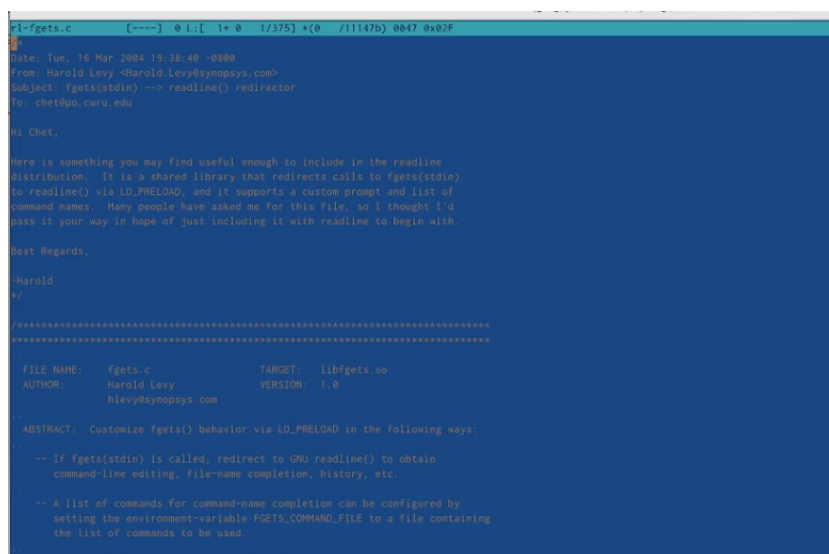 rl-fgets.c [----] 0 L:[ 1+ 0 1/375] *(0 /11147b) 0047 0x02F
/*
Date: Tue, 16 Mar 2004 19:38:40 -0800
From: Harold Levy <Harold.Levy@synopsys.com>
Subject: fgets(stdin) --> readline() redirector
To: chet@po.cwru.edu
Hi Chet,
Here is something you may find useful enough to include in the readline
distribution. It is a shared library that redirects calls to fgets(stdin)
to readline() via LD_PRELOAD, and it supports a custom prompt and list of
command names. Many people have asked me for this file, so I thought I'd
pass it your way in hope of just including it with readline to begin with.
Best Regards,
-Harold
*/
/******************************************************************************
*******************************************************************************
..
FILE NAME: fgets.c TARGET: libfgets.so
AUTHOR: Harold Levy VERSION: 1.0
hlevy@synopsys.com
..
ABSTRACT: Customize fgets() behavior via LD_PRELOAD in the following ways:
..
-- If fgets(stdin) is called, redirect to GNU readline() to obtain
command-line editing, file-name completion, history, etc.
..
-- A list of commands for command-name completion can be configured by
setting the environment-variable FGETS_COMMAND_FILE to a file containing
the list of commands to be used.
..